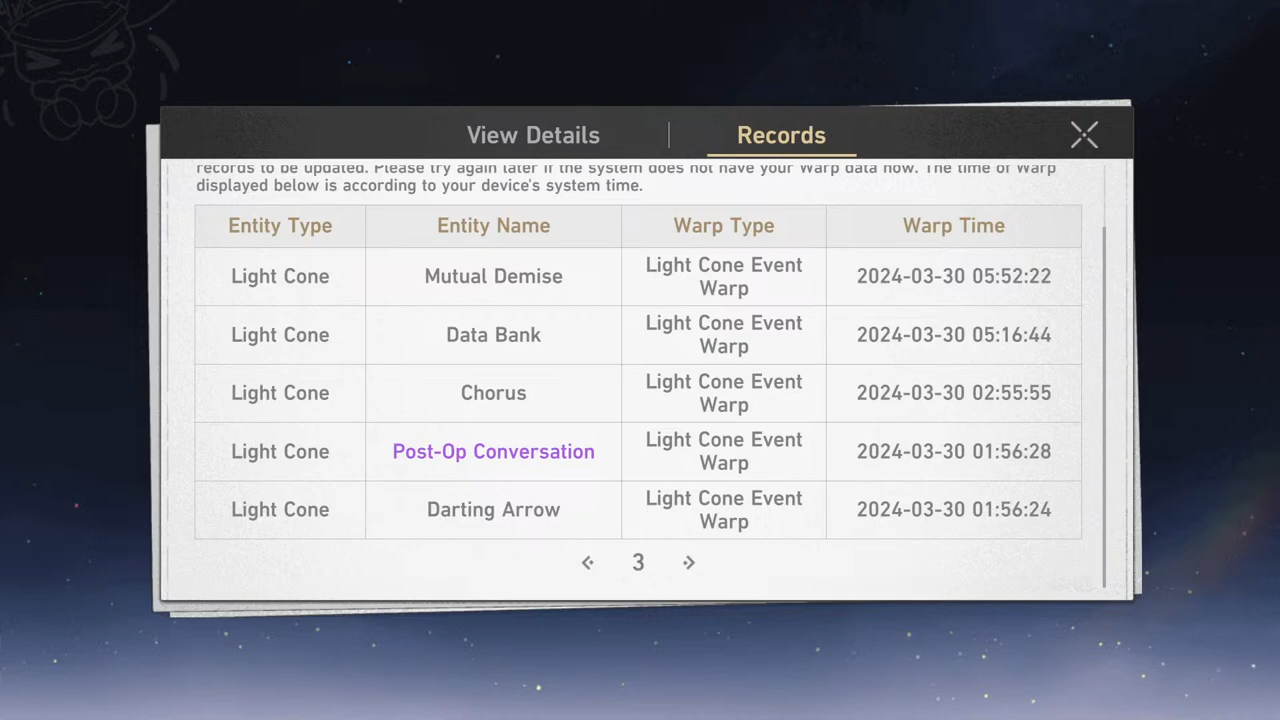 View Details
Records
records to be updated. Please try again later if the system does not have your Warp data now. The time of Warp
displayed below is according to your device's system time.
Entity Type Entity Name Warp Type Warp Time
Light Cone Mutual Demise Light Cone Event Warp 2024-03-30 05:52:22
Light Cone Data Bank Light Cone Event Warp 2024-03-30 05:16:44
Light Cone Chorus Light Cone Event Warp 2024-03-30 02:55:55
Light Cone Post-Op Conversation Light Cone Event Warp 2024-03-30 01:56:28
Light Cone Darting Arrow Light Cone Event Warp 2024-03-30 01:56:24
3